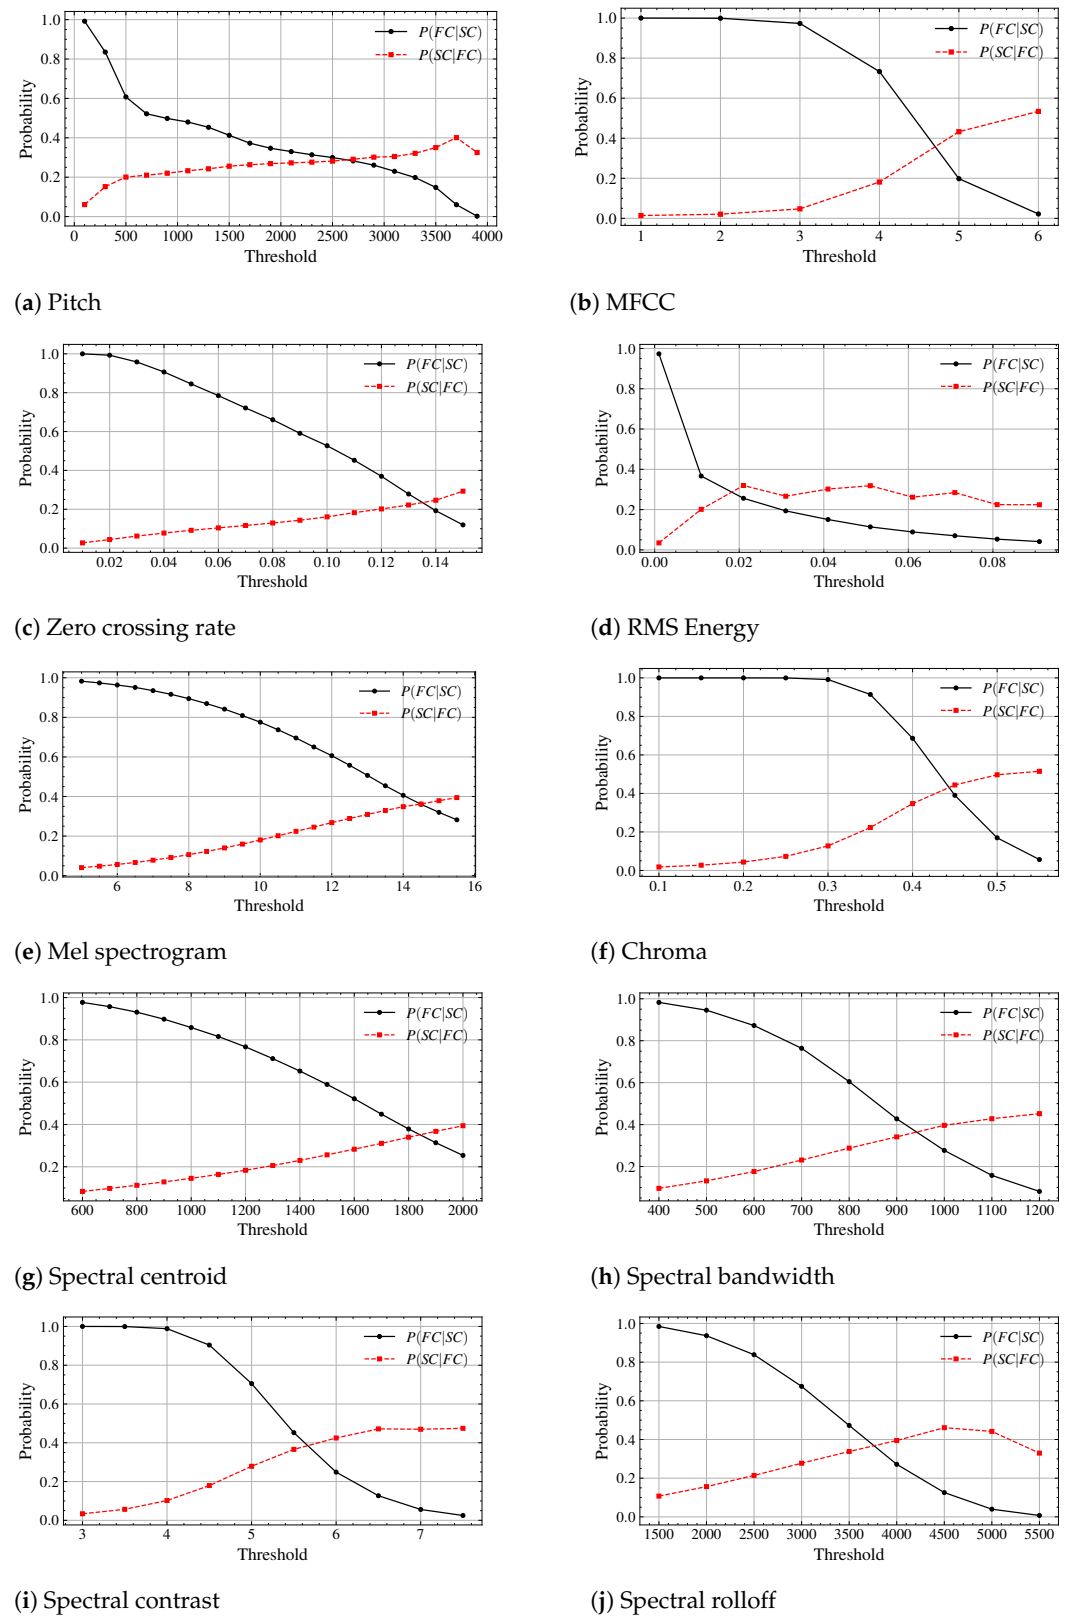 1.0
0.8
0.6
0.4
0.2
0.0
Probability
P(FC|SC)
P(SC|FC)
0 500 1000 1500 2000 2500 3000 3500 4000
Threshold
(a) Pitch
1.0
0.8
0.6
0.4
0.2
0.0
Probability
P(FC|SC)
P(SC|FC)
1 2 3 4 5 6
Threshold
(b) MFCC
1.0
0.8
0.6
0.4
0.2
0.0
Probability
P(FC|SC)
P(SC|FC)
0.02 0.04 0.06 0.08 0.10 0.12 0.14
Threshold
(c) Zero crossing rate
1.0
0.8
0.6
0.4
0.2
0.0
Probability
P(FC|SC)
P(SC|FC)
0.00 0.02 0.04 0.06 0.08
Threshold
(d) RMS Energy
1.0
0.8
0.6
0.4
0.2
0.0
Probability
P(FC|SC)
P(SC|FC)
6 8 10 12 14 16
Threshold
(e) Mel spectrogram
1.0
0.8
0.6
0.4
0.2
0.0
Probability
P(FC|SC)
P(SC|FC)
0.1 0.2 0.3 0.4 0.5
Threshold
(f) Chroma
1.0
0.8
0.6
0.4
0.2
Probability
P(FC|SC)
P(SC|FC)
600 800 1000 1200 1400 1600 1800 2000
Threshold
(g) Spectral centroid
1.0
0.8
0.6
0.4
0.2
Probability
P(FC|SC)
P(SC|FC)
400 500 600 700 800 900 1000 1100 1200
Threshold
(h) Spectral bandwidth
1.0
0.8
0.6
0.4
0.2
0.0
Probability
P(FC|SC)
P(SC|FC)
3 4 5 6 7
Threshold
(i) Spectral contrast
1.0
0.8
0.6
0.4
0.2
0.0
Probability
P(FC|SC)
P(SC|FC)
1500 2000 2500 3000 3500 4000 4500 5000 5500
Threshold
(j) Spectral rolloff